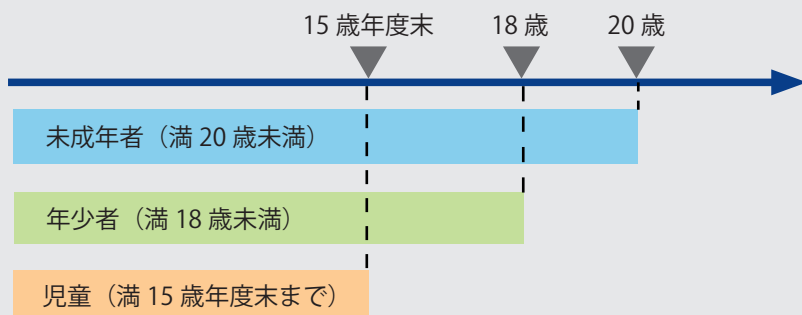 15 歳年度末 18 歳 20 歳
未成年者（満 20 歳未満）
年少者（満 18 歳未満）
児童（満 15 歳年度末まで）